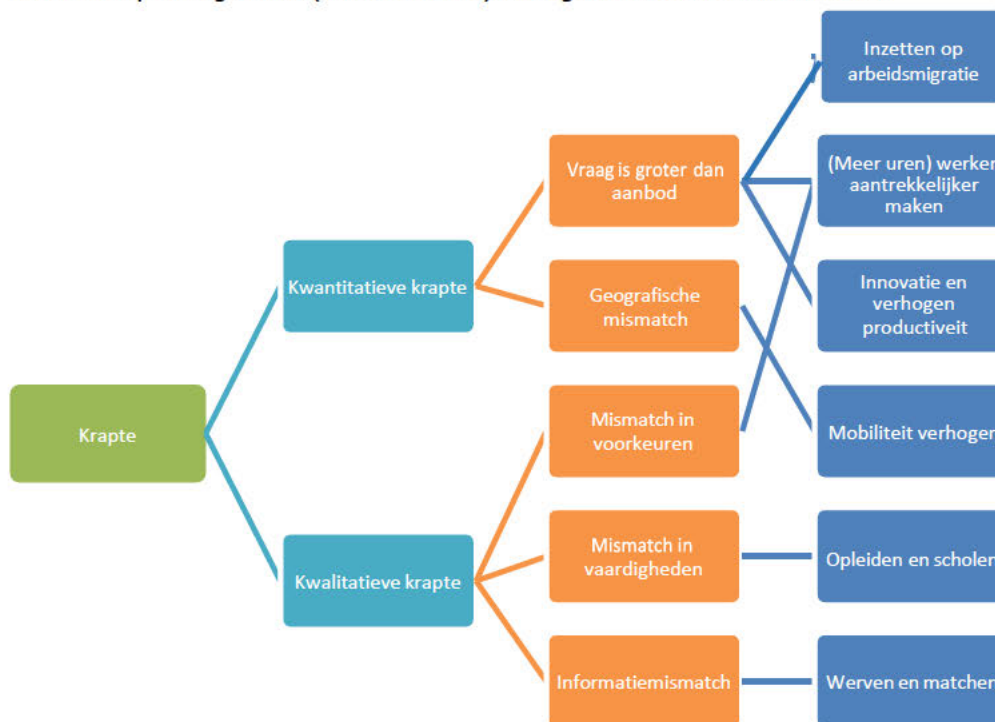 Krapte
Kwantitatieve krapte
Kwalitatieve krapte
Vraag is groter dan
aanbod
Geografische
mismatch
Mismatch in
voorkeuren
Mismatch in
vaardigheden
Informatiemismatch
Inzetten op
arbeidsmigratie
(Meer uren) werken
aantrekkelijker
maken
Innovatie en
verhogen
productiveit
Mobiliteit verhogen
Opleiden en scholen
Werven en matchen